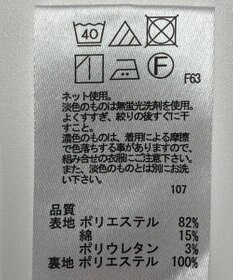 40
F
F63
ネット使用。
淡色のものは無蛍光洗剤を使用。
よくすすぎ、絞りの後すぐに干
すこと。
濃色のものは、着用による摩擦
で色落ちする事がありますので、
組み合せの衣服にご注意下さい。
また、淡色のものとは別にお洗
い下さい。
107
品質
表地 ポリエステル 82%
綿 15%
ポリウレタン 3%
裏地 ポリエステル 100%